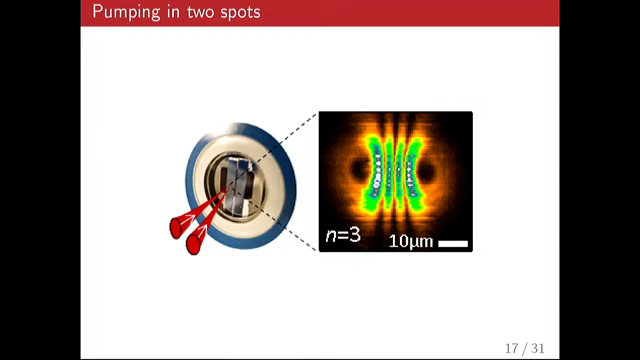 Pumping in two spots
n=3
10μm
17 / 31